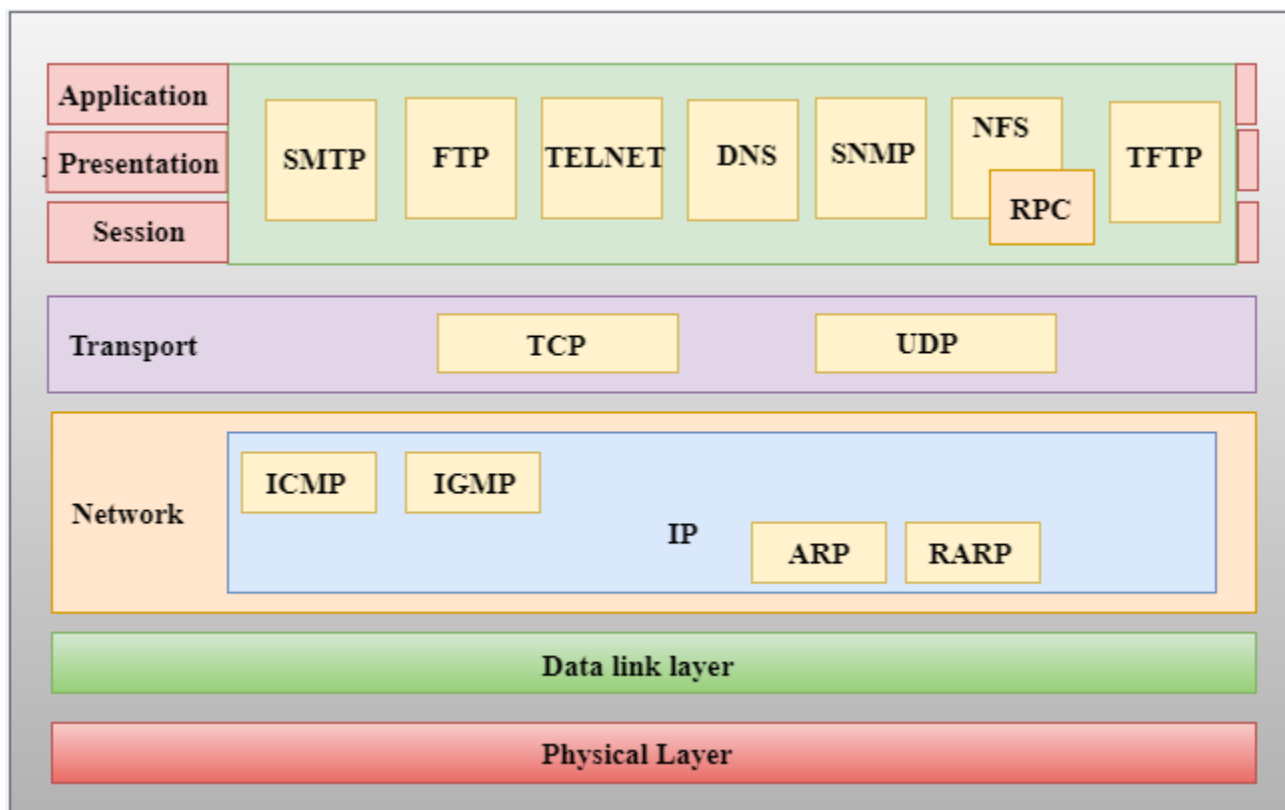 Application
Presentation
Session
SMTP
FTP
TELNET
DNS
SNMP
NFS
RPC
TFTP
Transport
TCP
UDP
Network
ICMP
IGMP
IP
ARP
RARP
Data link layer
Physical Layer